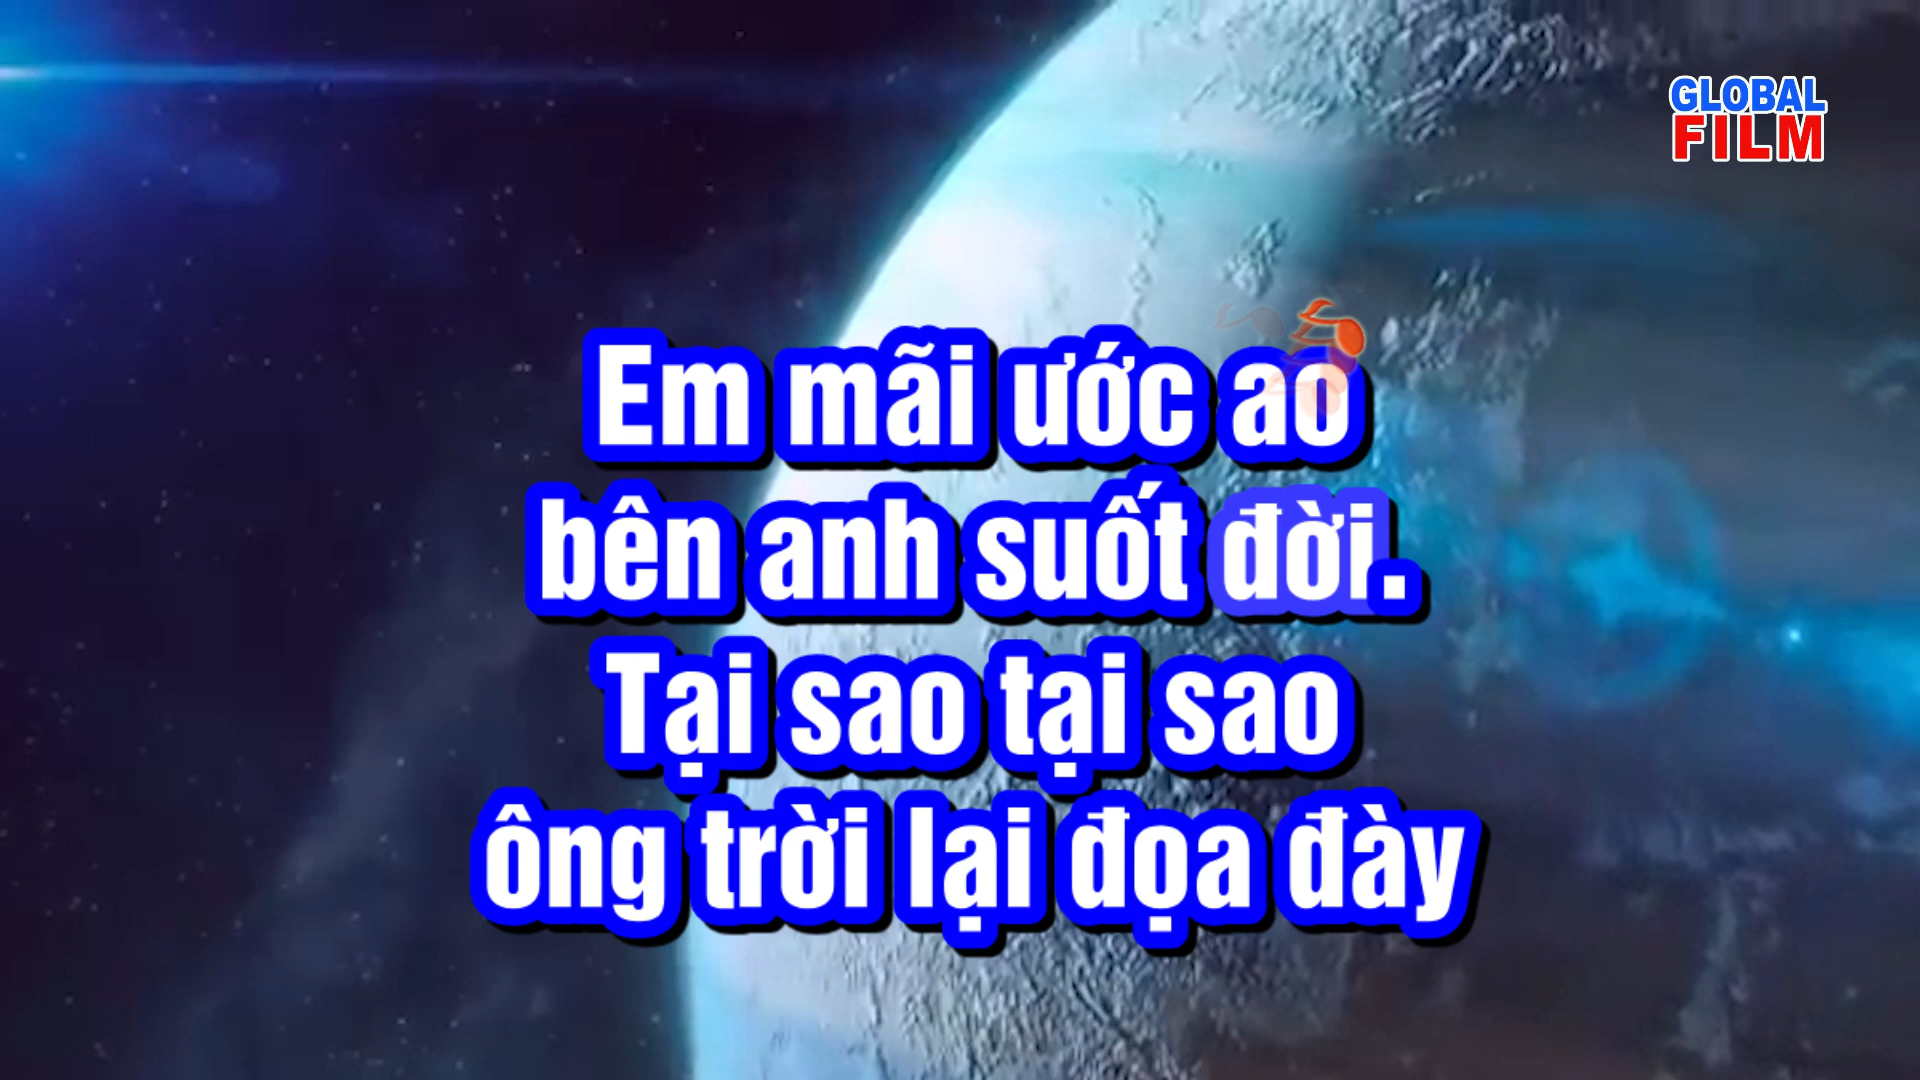 GLOBAL
FILM
Em mãi ước ao
bên anh suốt đời.
Tại sao tại sao
ông trời lại đọa đày